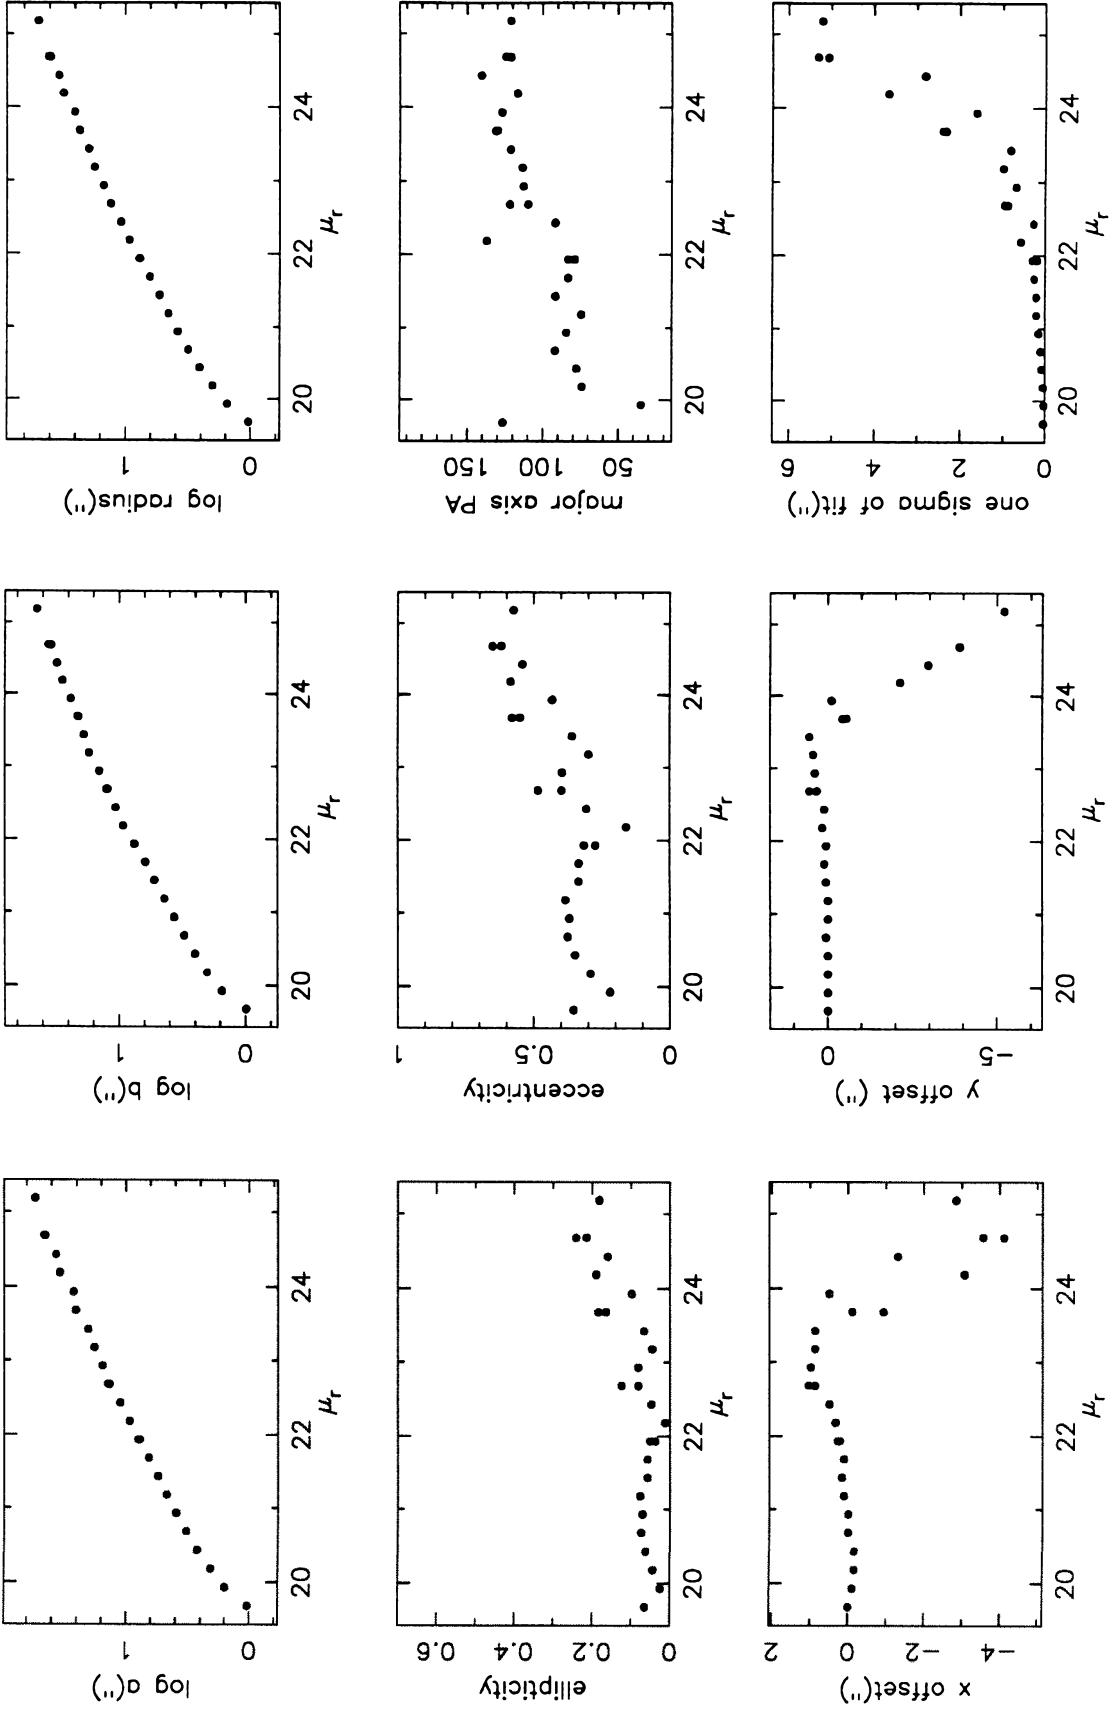 log a(")
1
0
20 22 24
μr
log b(")
1
0
20 22 24
μr
log radius(")
1
0
20 22 24
μr
ellipticity
0.6
0.4
0.2
0
20 22 24
μr
eccentricity
1
0.5
0
20 22 24
μr
major axis PA
150
100
50
20 22 24
μr
x offset(")
2
0
−2
−4
20 22 24
μr
y offset (")
0
−5
20 22 24
μr
one sigma of fit(")
6
4
2
0
20 22 24
μr